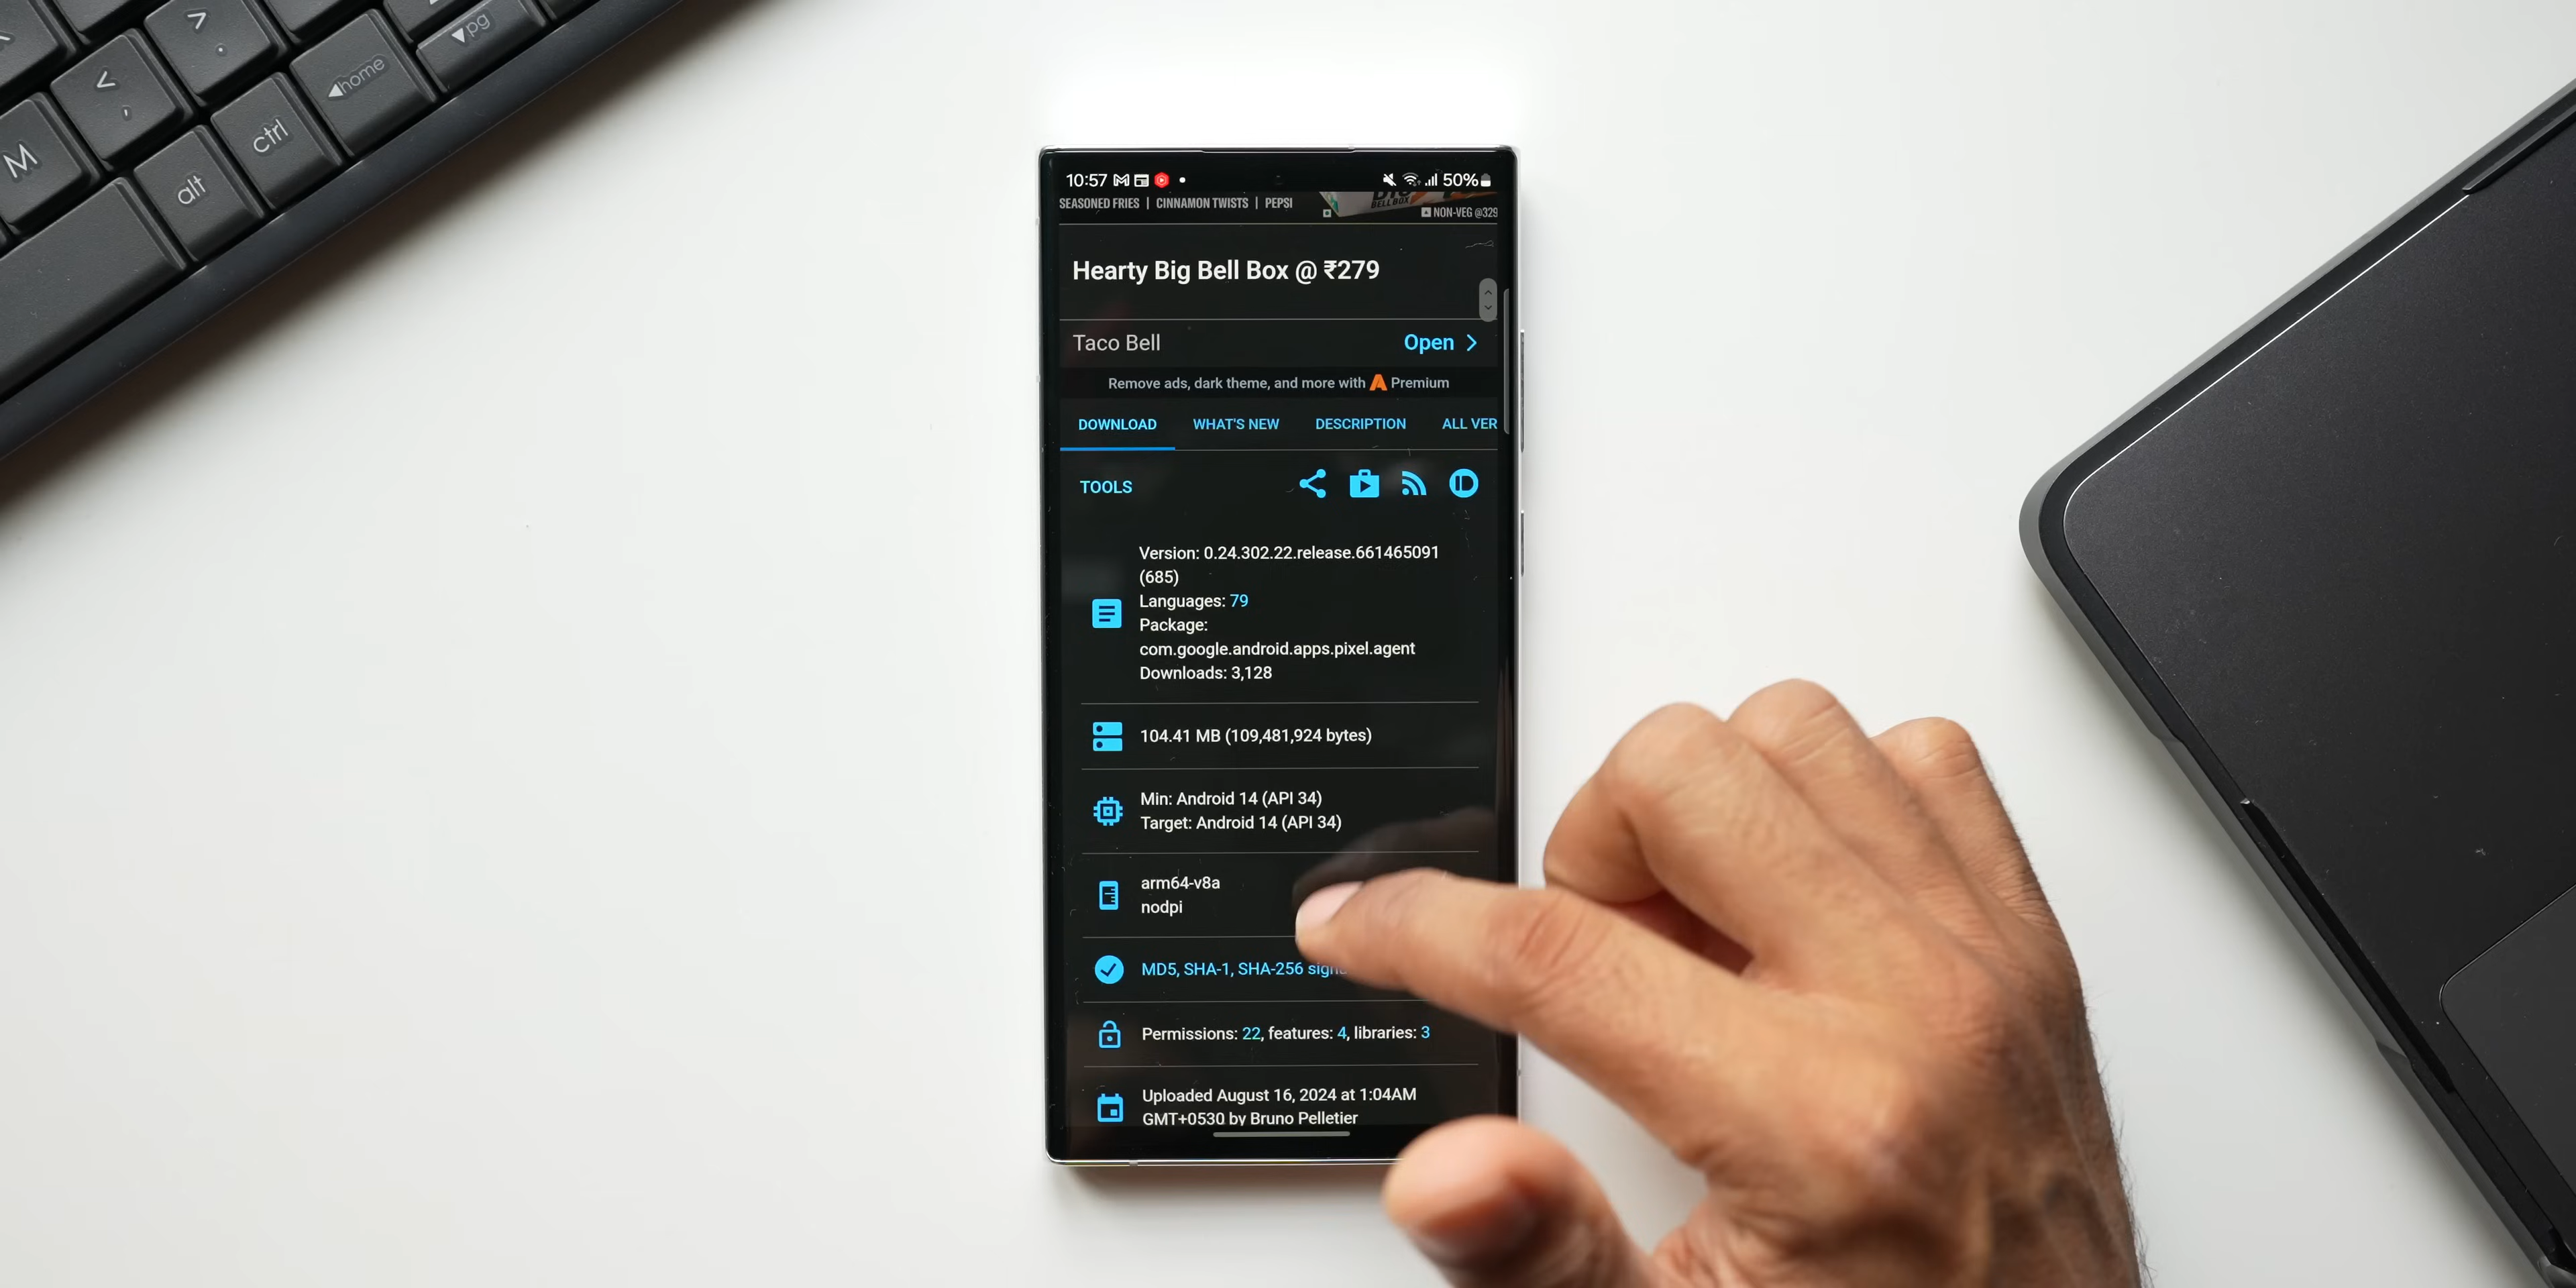 >
.
<
,
▲home
▼pg
M
ctrl
alt
10:57 50%
SEASONED FRIES | CINNAMON TWISTS | PEPSI
BELL BOX
NON-VEG @329
Hearty Big Bell Box @ ₹279
Taco Bell Open
Remove ads, dark theme, and more with Premium
DOWNLOAD WHAT'S NEW DESCRIPTION ALL VER
TOOLS
Version: 0.24.302.22.release.661465091
(685)
Languages: 79
Package:
com.google.android.apps.pixel.agent
Downloads: 3,128
104.41 MB (109,481,924 bytes)
Min: Android 14 (API 34)
Target: Android 14 (API 34)
arm64-v8a
nodpi
MD5, SHA-1, SHA-256
Permissions: 22, features: 4, libraries: 3
Uploaded August 16, 2024 at 1:04AM
GMT+0530 by Bruno Pelletier